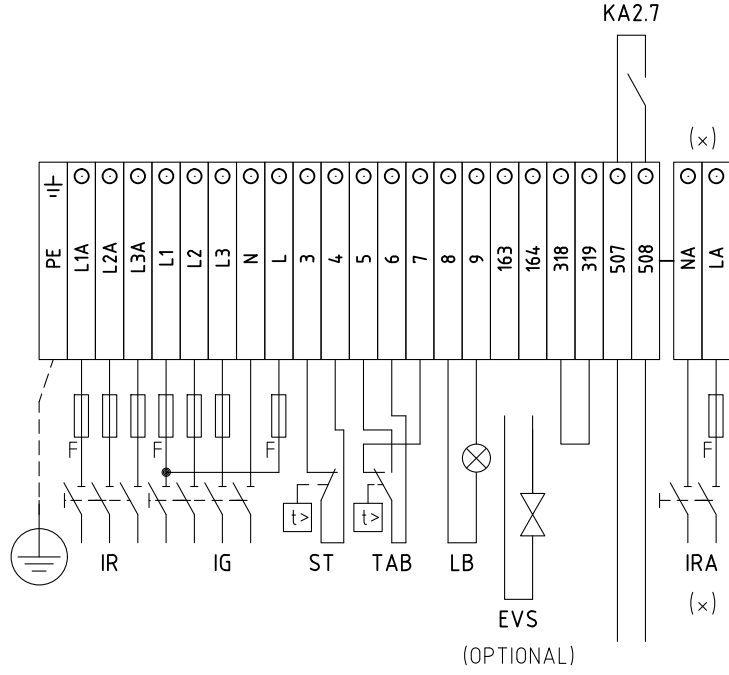 KA2.7
(x)
PE L1A L2A L3A L1 L2 L3 N L 3 4 5 6 7 8 9 163 164 318 319 507 508 NA LA
F F F F
t> t>
IR IG ST TAB LB IRA
(x)
EVS
(OPTIONAL)